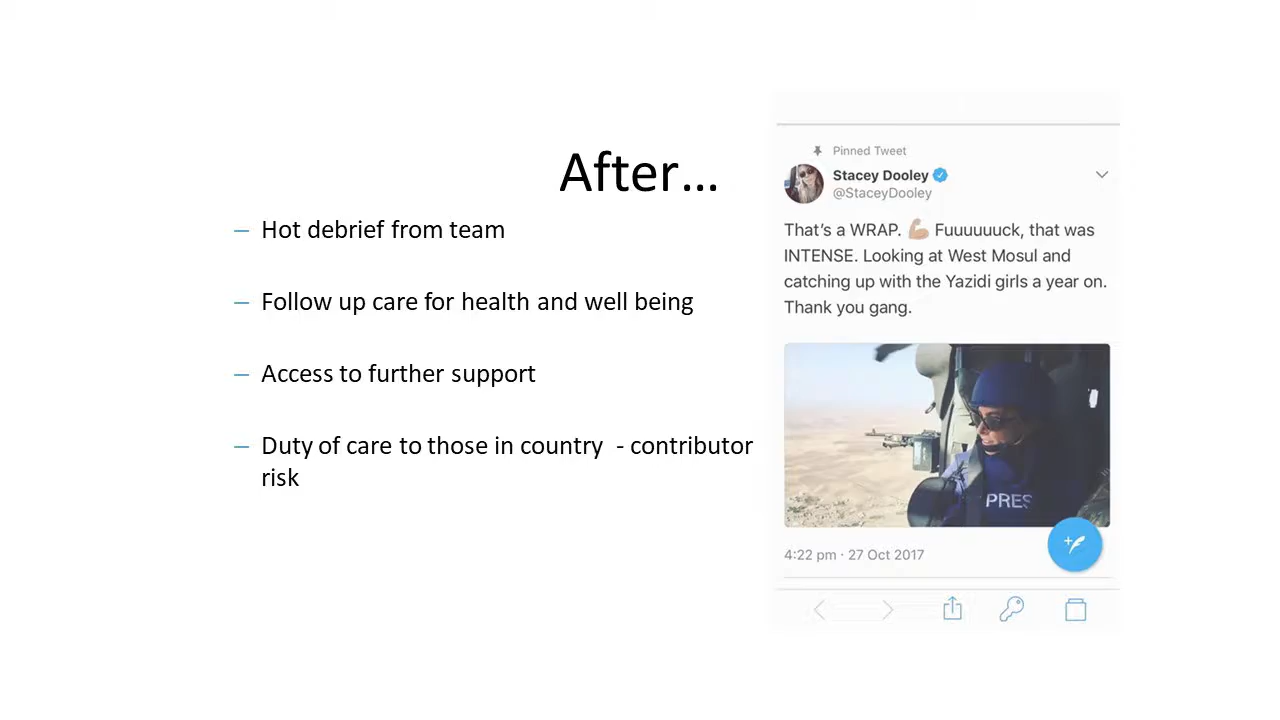 After…
– Hot debrief from team
– Follow up care for health and well being
– Access to further support
– Duty of care to those in country  - contributor
risk
Pinned Tweet
Stacey Dooley
@StaceyDooley
That’s a WRAP. 💪🏼 Fuuuuuuck, that was
INTENSE. Looking at West Mosul and
catching up with the Yazidi girls a year on.
Thank you gang.
PRESS
4:22 pm · 27 Oct 2017